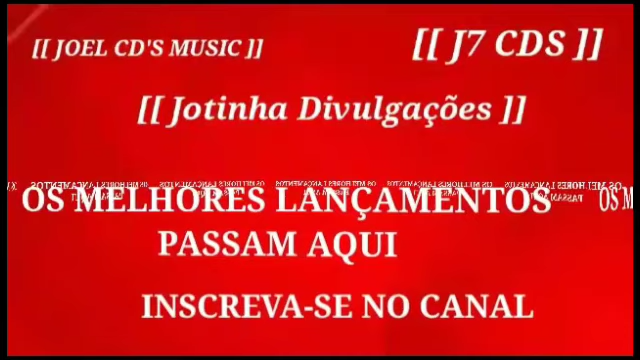 [[ JOEL CD'S MUSIC ]]
[[ J7 CDS ]]
[[ Jotinha Divulgações ]]
OS MELHORES LANÇAMENTOS
PASSAM AQUI
INSCREVA-SE NO CANAL